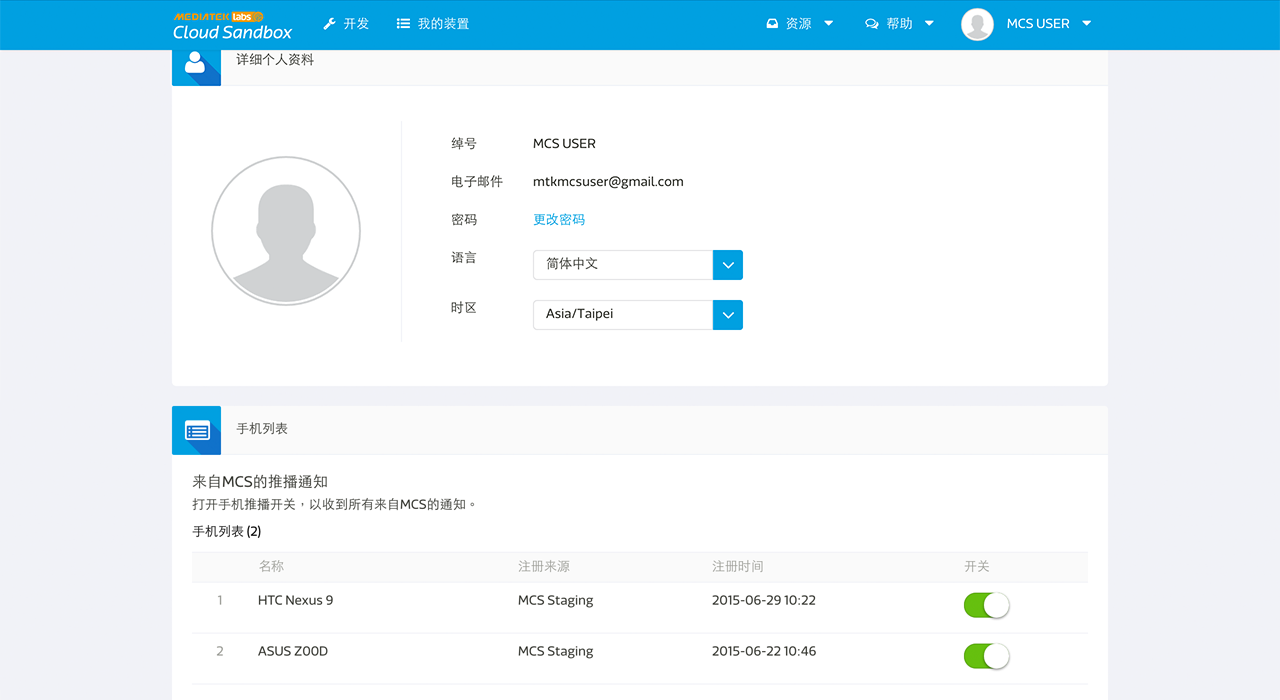 MEDIATEK labs
Cloud Sandbox
开发
我的装置
资源
帮助
MCS USER
详细个人资料
绰号 MCS USER
电子邮件 mtkmcsuser@gmail.com
密码 更改密码
语言 简体中文
时区 Asia/Taipei
手机列表
来自MCS的推播通知
打开手机推播开关，以收到所有来自MCS的通知。
手机列表 (2)
名称 注册来源 注册时间 开关
1 HTC Nexus 9 MCS Staging 2015-06-29 10:22
2 ASUS Z00D MCS Staging 2015-06-22 10:46